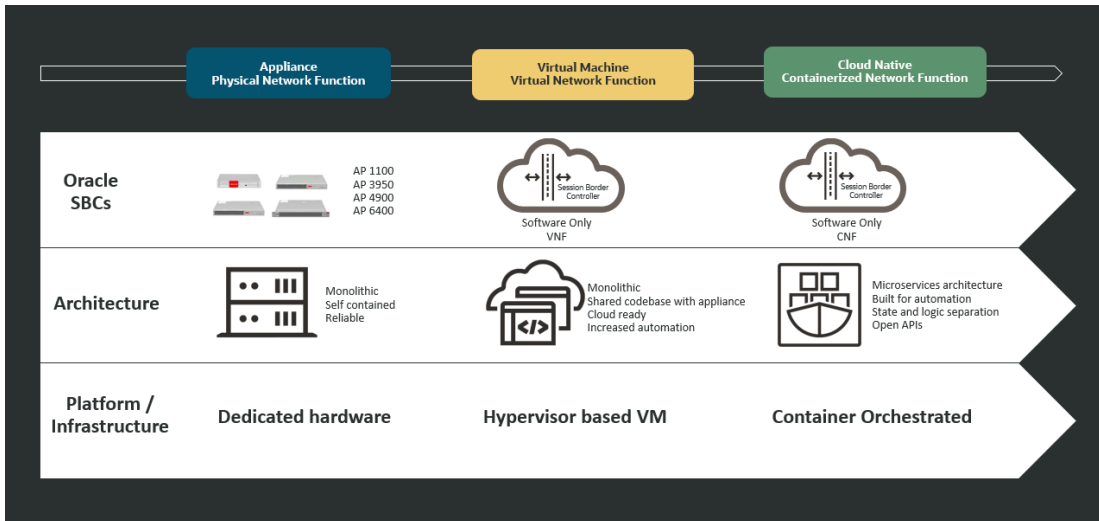 Appliance
Physical Network Function
Virtual Machine
Virtual Network Function
Cloud Native
Containerized Network Function
Oracle
SBCs
AP 1100
AP 3950
AP 4900
AP 6400
Session Border
Controller
Software Only
VNF
Session Border
Controller
Software Only
CNF
Architecture
Monolithic
Self contained
Reliable
</>
Monolithic
Shared codebase with appliance
Cloud ready
Increased automation
Microservices architecture
Built for automation
State and logic separation
Open APIs
Platform /
Infrastructure
Dedicated hardware
Hypervisor based VM
Container Orchestrated